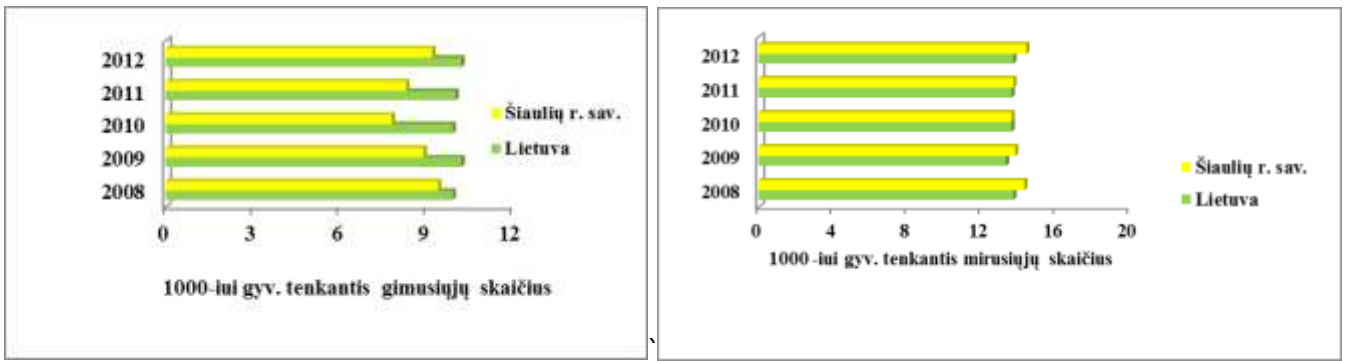 2012
2011
2010
2009
2008
0 3 6 9 12
Šiaulių r. sav.
Lietuva
1000-iui gyv. tenkantis gimusiųjų skaičius
`
2012
2011
2010
2009
2008
0 4 8 12 16 20
Šiaulių r. sav.
Lietuva
1000 -iui gyv. tenkantis mirusiųjų skaičius